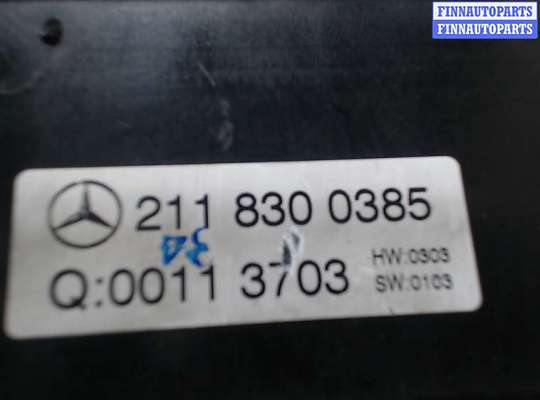 FINNAUTOPARTS
FINNAUTOPARTS
211 830 0385
Q:0011 3703
HW:0303
SW:0103